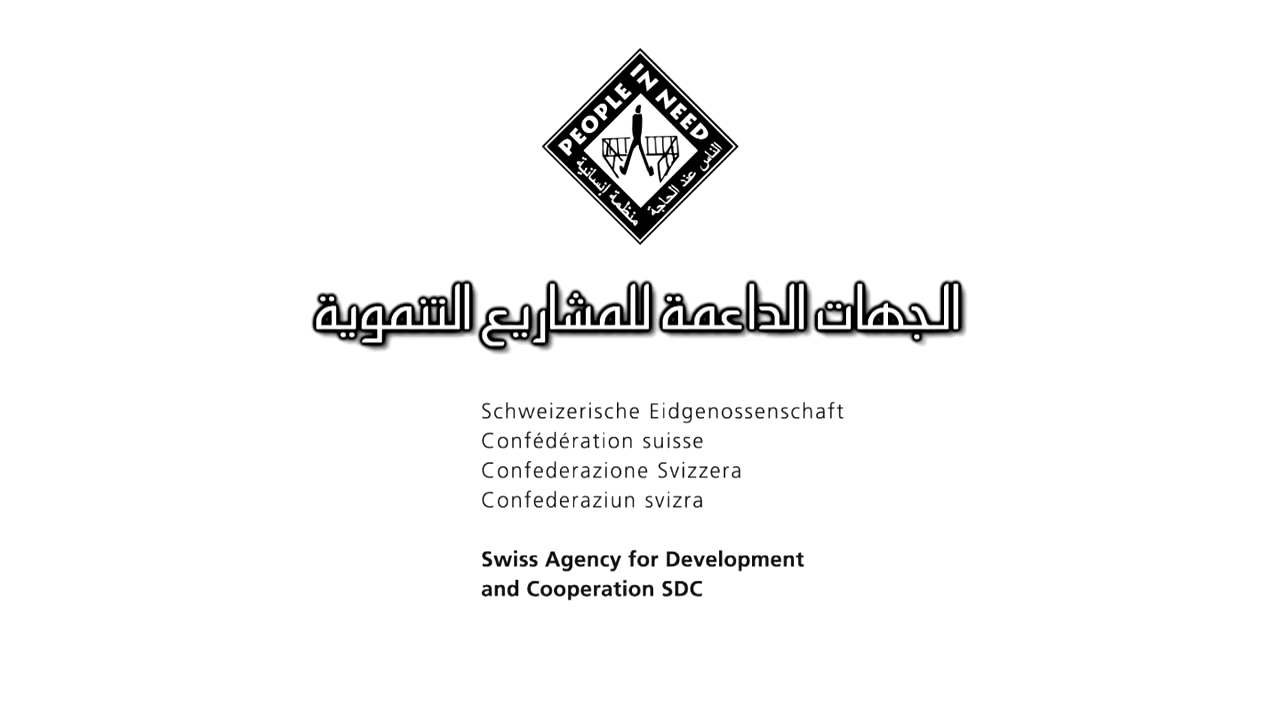 PEOPLE IN NEED
منظمة إنسانية
الناس عند الحاجة
الجهات الداعمة للمشاريع التنموية
Schweizerische Eidgenossenschaft
Confédération suisse
Confederazione Svizzera
Confederaziun svizra
Swiss Agency for Development
and Cooperation SDC